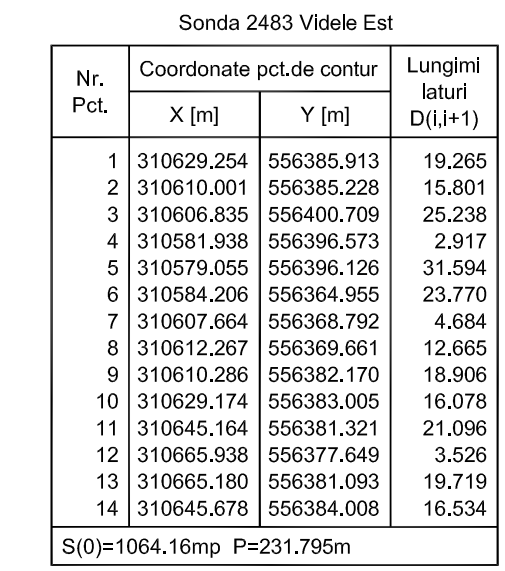 Sonda 2483 Videle Est
Nr. Pct. Coordonate pct.de contur Lungimi laturi D(i,i+1)
X [m] Y [m]
1 310629.254 556385.913 19.265
2 310610.001 556385.228 15.801
3 310606.835 556400.709 25.238
4 310581.938 556396.573 2.917
5 310579.055 556396.126 31.594
6 310584.206 556364.955 23.770
7 310607.664 556368.792 4.684
8 310612.267 556369.661 12.665
9 310610.286 556382.170 18.906
10 310629.174 556383.005 16.078
11 310645.164 556381.321 21.096
12 310665.938 556377.649 3.526
13 310665.180 556381.093 19.719
14 310645.678 556384.008 16.534
S(0)=1064.16mp P=231.795m